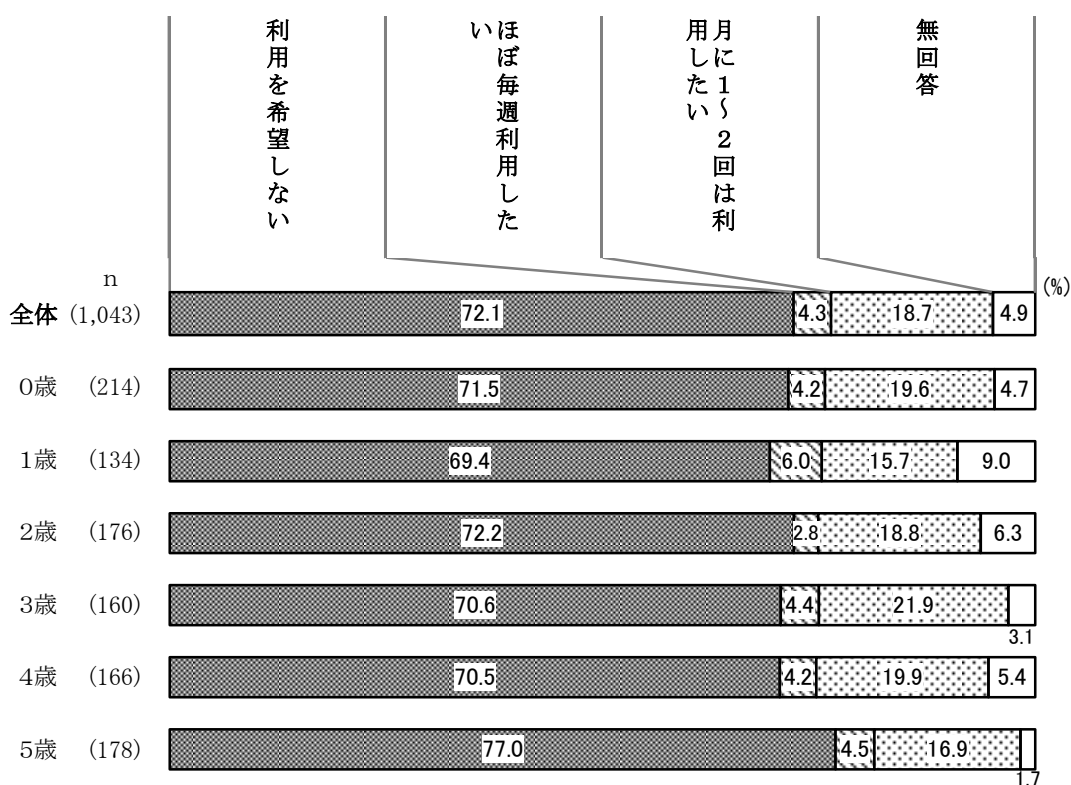 利用を希望しない
ほぼ毎週利用した
い
月に1～2回は利
用したい
無回答
n
(%)
全体 (1,043) 72.1 4.3 18.7 4.9
0歳 (214) 71.5 4.2 19.6 4.7
1歳 (134) 69.4 6.0 15.7 9.0
2歳 (176) 72.2 2.8 18.8 6.3
3歳 (160) 70.6 4.4 21.9 3.1
4歳 (166) 70.5 4.2 19.9 5.4
5歳 (178) 77.0 4.5 16.9 1.7